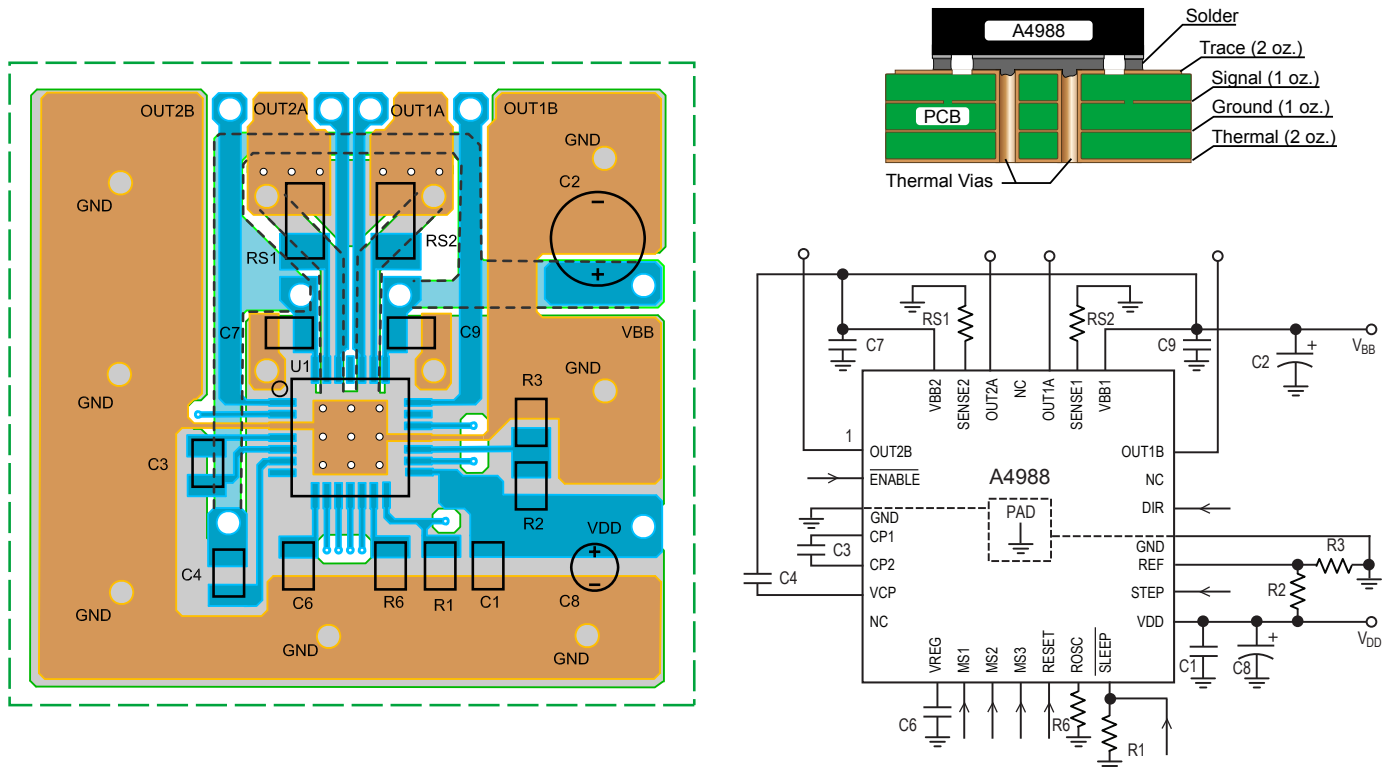 OUT2B
OUT2A
OUT1A
OUT1B
GND
C2
−
+
GND
RS1
RS2
C7
C9
VBB
U1
GND
R3
GND
C3
R2
VDD
C4
C6
R6
R1
C1
C8
+
−
GND
GND
GND
A4988
Solder
Trace (2 oz.)
Signal (1 oz.)
PCB
Ground (1 oz.)
Thermal (2 oz.)
Thermal Vias
RS1
RS2
C7
C9
C2
+
VBB
VBB2
SENSE2
OUT2A
NC
OUT1A
SENSE1
VBB1
1
OUT2B
OUT1B
ENABLE
A4988
NC
DIR
GND
PAD
GND
CP1
C3
CP2
REF
R3
C4
VCP
STEP
R2
NC
VDD
VDD
VREG
MS1
MS2
MS3
RESET
ROSC
SLEEP
C1
C8
+
C6
R6
R1